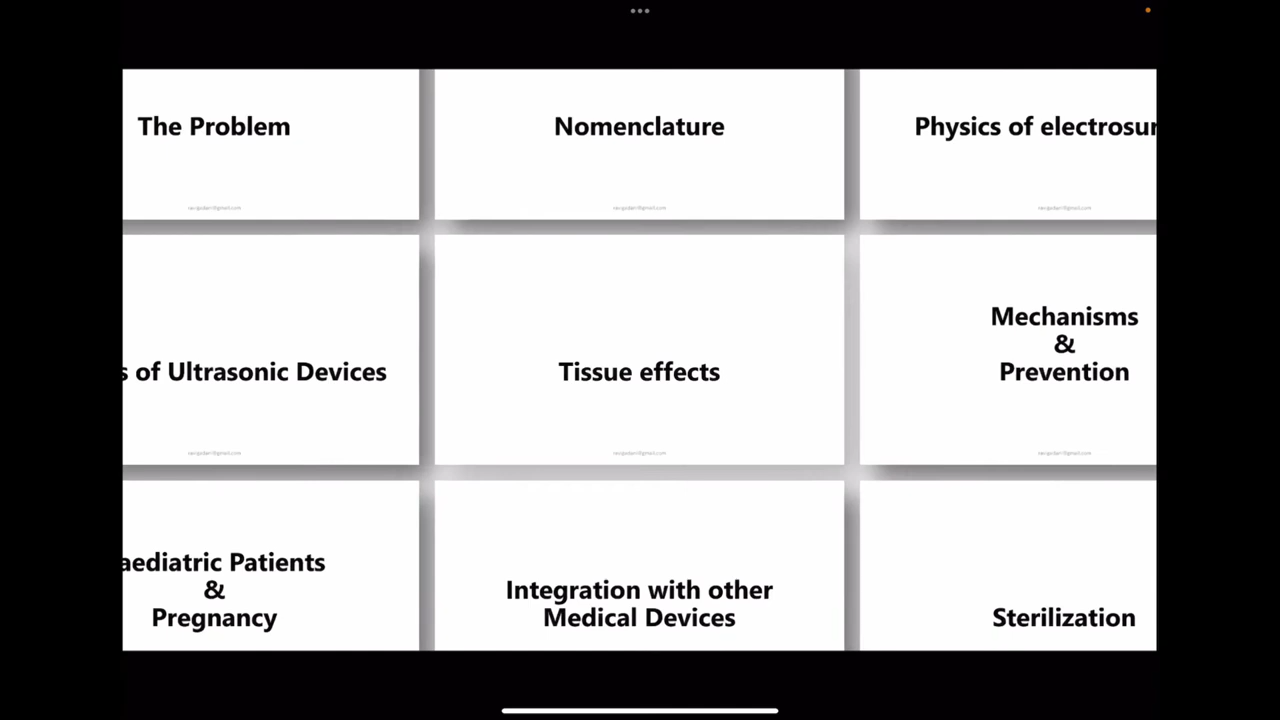 The Problem
Nomenclature
Physics of electrosur
s of Ultrasonic Devices
Tissue effects
Mechanisms
&
Prevention
aediatric Patients
&
Pregnancy
Integration with other
Medical Devices
Sterilization